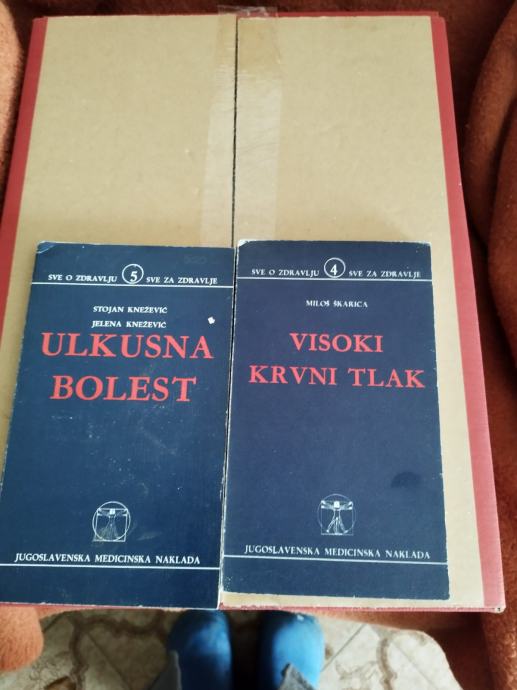 SVE O ZDRAVLJU 5 SVE ZA ZDRAVLJE
STOJAN KNEŽEVIĆ
JELENA KNEŽEVIĆ
ULKUSNA
BOLEST
JUGOSLAVENSKA MEDICINSKA NAKLADA
SVE O ZDRAVLJU 4 SVE ZA ZDRAVLJE
MILOŠ ŠKARICA
VISOKI
KRVNI TLAK
JUGOSLAVENSKA MEDICINSKA NAKLADA